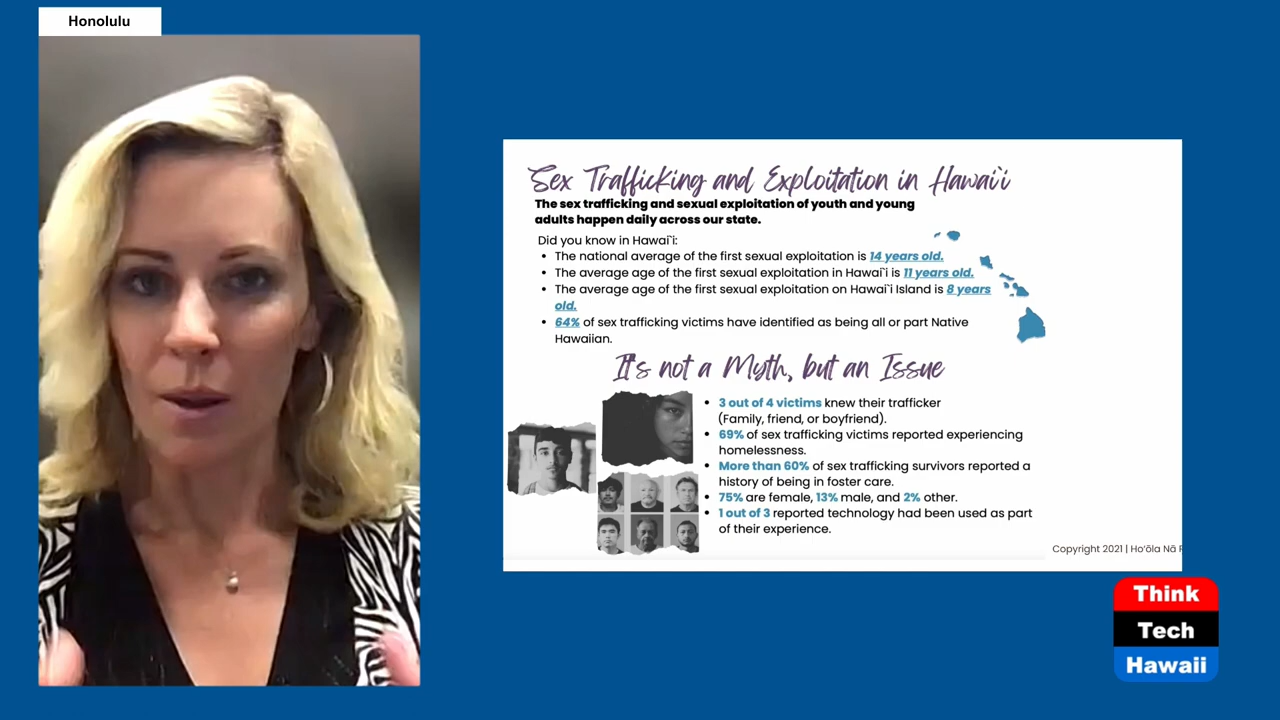 Honolulu
Sex Trafficking and Exploitation in Hawai`i
The sex trafficking and sexual exploitation of youth and young
adults happen daily across our state.
Did you know in Hawai`i:
• The national average of the first sexual exploitation is 14 years old.
• The average age of the first sexual exploitation in Hawai`i is 11 years old.
• The average age of the first sexual exploitation on Hawai`i Island is 8 years
old.
• 64% of sex trafficking victims have identified as being all or part Native
Hawaiian.
It's not a Myth, but an Issue
• 3 out of 4 victims knew their trafficker
(Family, friend, or boyfriend).
• 69% of sex trafficking victims reported experiencing
homelessness.
• More than 60% of sex trafficking survivors reported a
history of being in foster care.
• 75% are female, 13% male, and 2% other.
• 1 out of 3 reported technology had been used as part
of their experience.
Copyright 2021 | Ho'ōla Nā
Think
Tech
Hawaii